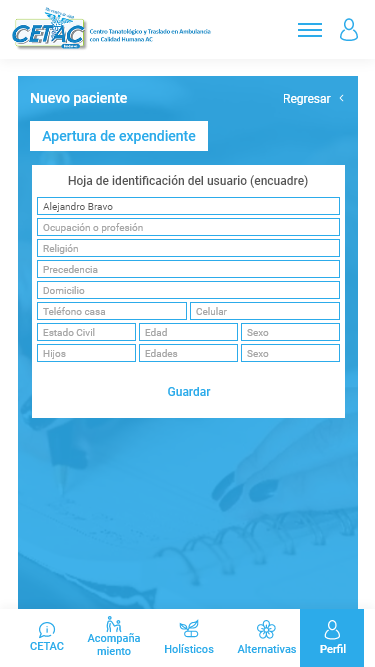 CETAC
Centro Tanatológico y Traslado en Ambulancia
con Calidad Humana AC
Nuevo paciente
Regresar
Apertura de expendiente
Hoja de identificación del usuario (encuadre)
Alejandro Bravo
Ocupación o profesión
Religión
Precedencia
Domicilio
Teléfono casa Celular
Estado Civil Edad Sexo
Hijos Edades Sexo
Guardar
CETAC
Acompaña
miento
Holísticos
Alternativas
Perfil